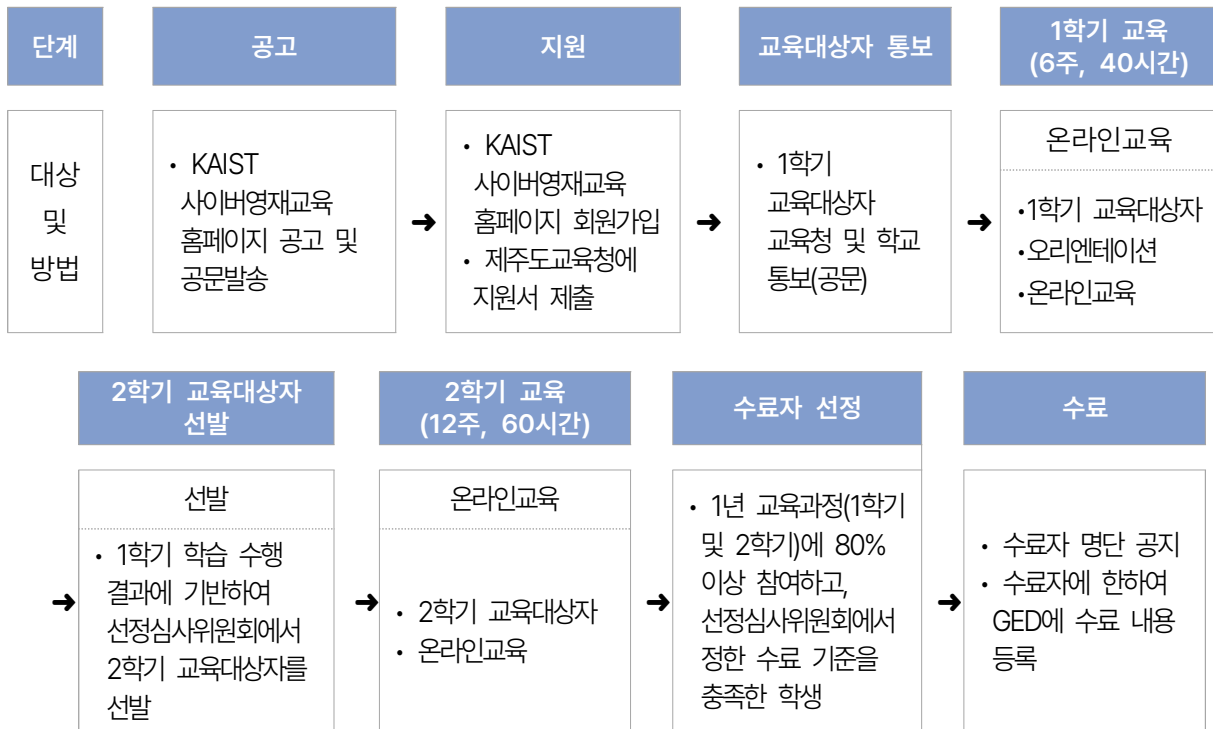 단계
공고
지원
교육대상자 통보
1학기 교육
(6주, 40시간)
대상
및
방법
• KAIST
사이버영재교육
홈페이지 공고 및
공문발송
➜
• KAIST
사이버영재교육
홈페이지 회원가입
• 제주도교육청에
지원서 제출
➜
• 1학기
교육대상자
교육청 및 학교
통보(공문)
➜
온라인교육
•1학기 교육대상자
•오리엔테이션
•온라인교육
2학기 교육대상자
선발
2학기 교육
(12주, 60시간)
수료자 선정
수료
➜
선발
• 1학기 학습 수행
결과에 기반하여
선정심사위원회에서
2학기 교육대상자를
선발
➜
온라인교육
• 2학기 교육대상자
• 온라인교육
➜
• 1년 교육과정(1학기
및 2학기)에 80%
이상 참여하고,
선정심사위원회에서
정한 수료 기준을
충족한 학생
➜
• 수료자 명단 공지
• 수료자에 한하여
GED에 수료 내용
등록